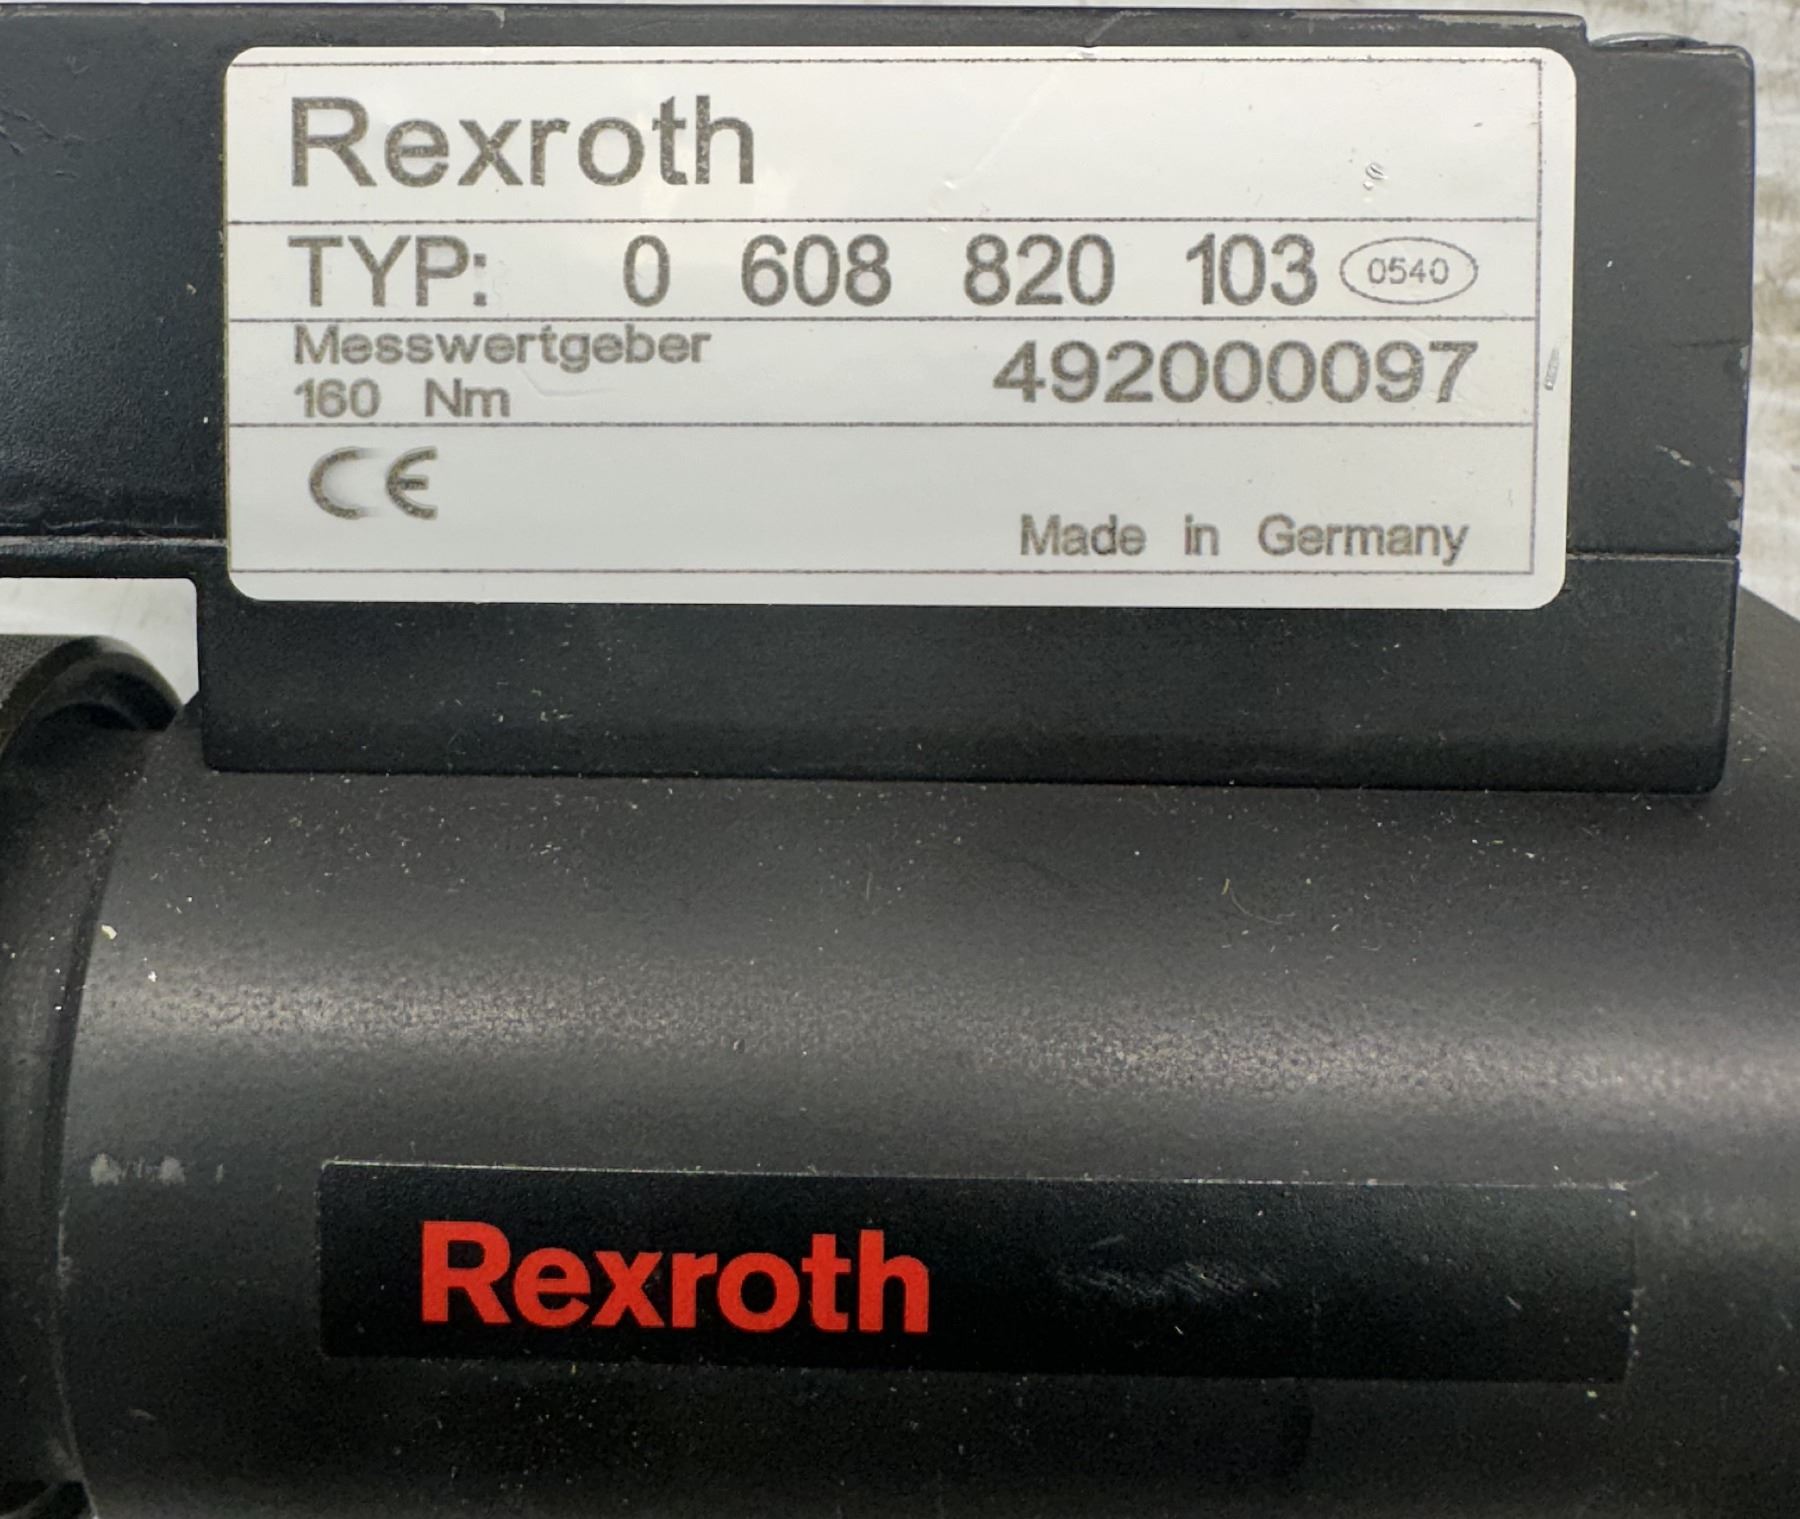 Rexroth
TYP: 0 608 820 103 0540
Messwertgeber
160 Nm 492000097
CE
Made in Germany
Rexroth